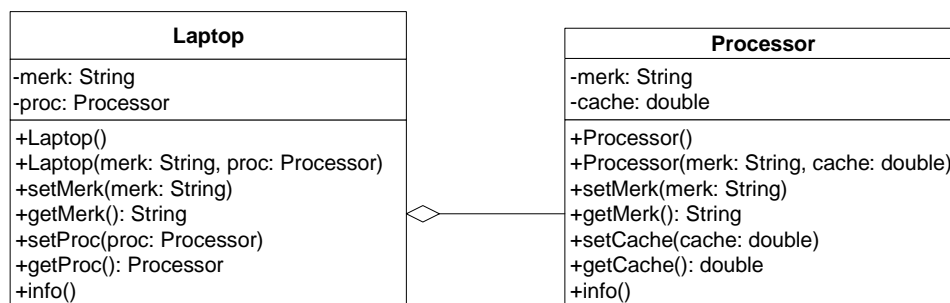 Laptop
-merk: String
-proc: Processor
+Laptop()
+Laptop(merk: String, proc: Processor)
+setMerk(merk: String)
+getMerk(): String
+setProc(proc: Processor)
+getProc(): Processor
+info()
Processor
-merk: String
-cache: double
+Processor()
+Processor(merk: String, cache: double)
+setMerk(merk: String)
+getMerk(): String
+setCache(cache: double)
+getCache(): double
+info()